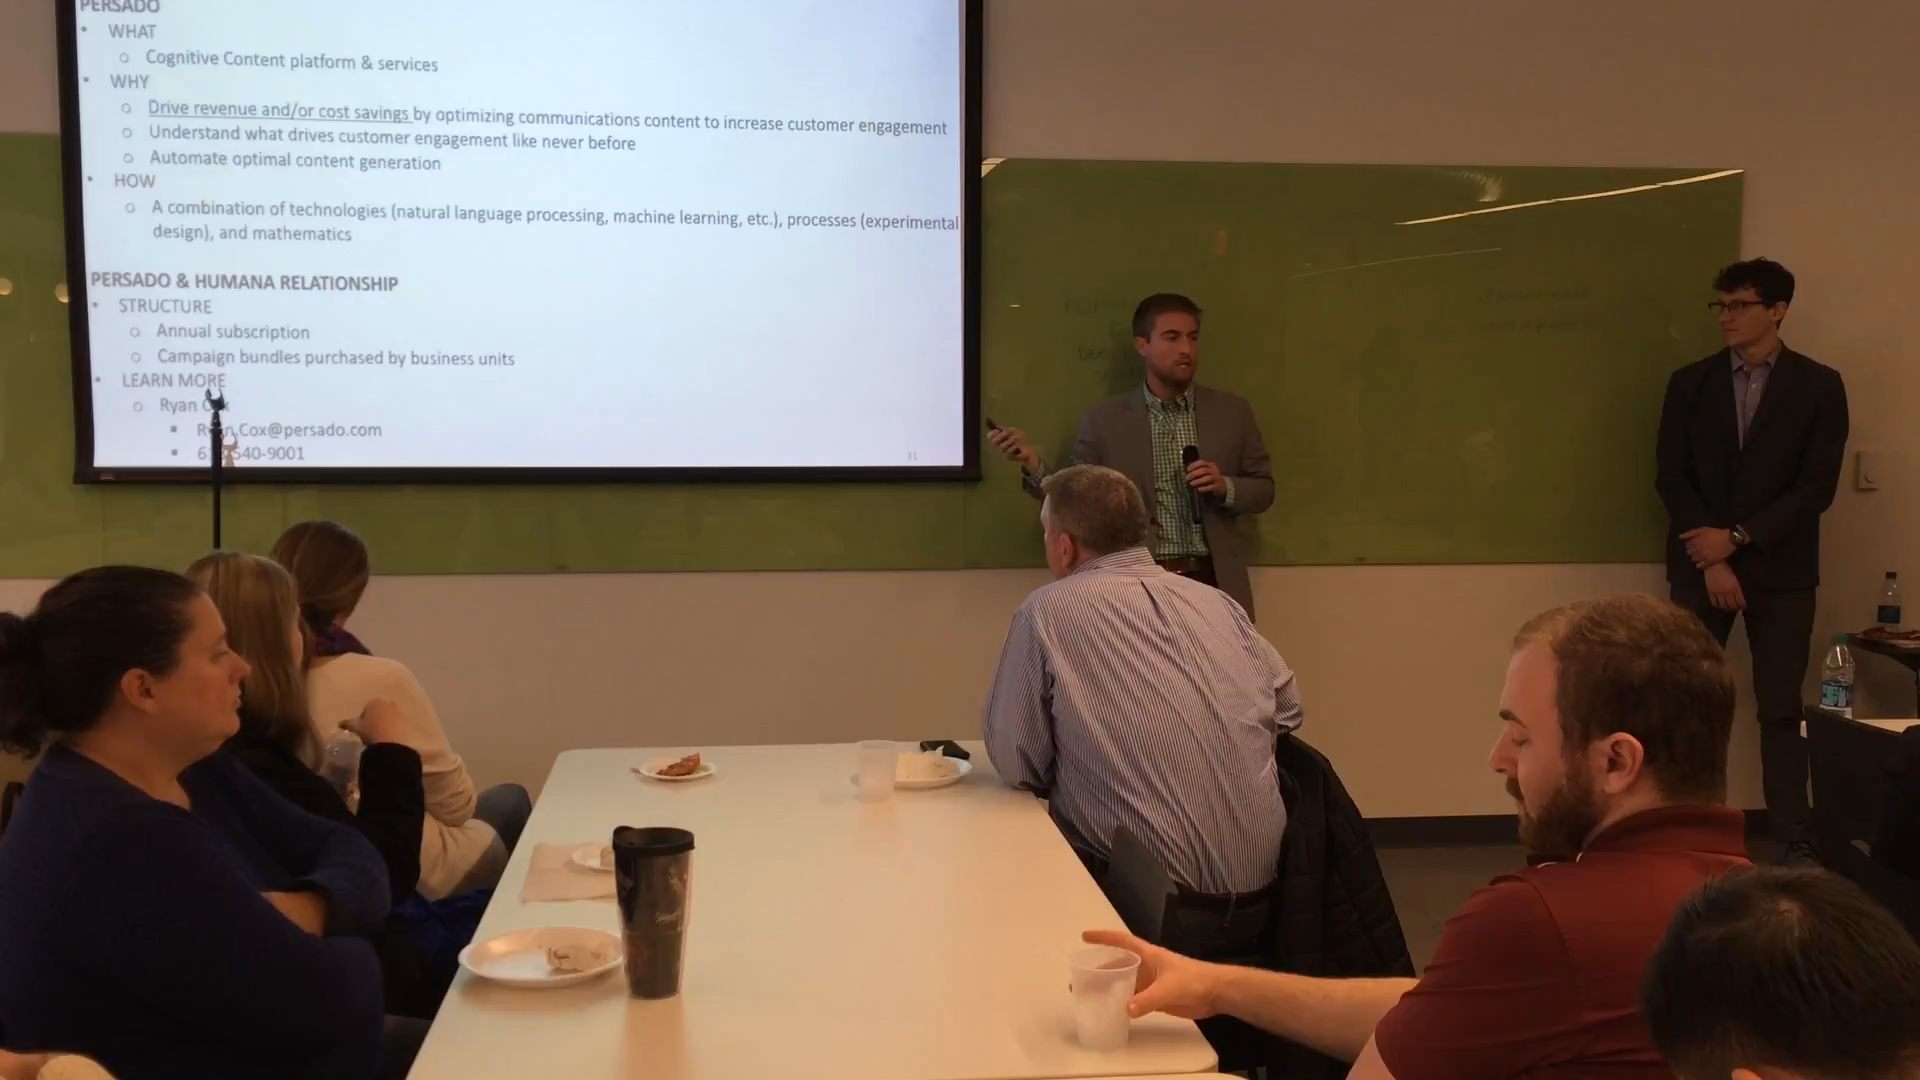 PERSADO
• WHAT
○ Cognitive Content platform & services
• WHY
○ Drive revenue and/or cost savings by optimizing communications content to increase customer engagement
○ Understand what drives customer engagement like never before
○ Automate optimal content generation
• HOW
○ A combination of technologies (natural language processing, machine learning, etc.), processes (experimental
design), and mathematics
PERSADO & HUMANA RELATIONSHIP
• STRUCTURE
○ Annual subscription
○ Campaign bundles purchased by business units
• LEARN MORE
○ Ryan
▪ Cox@persado.com
▪ 540-9001
31